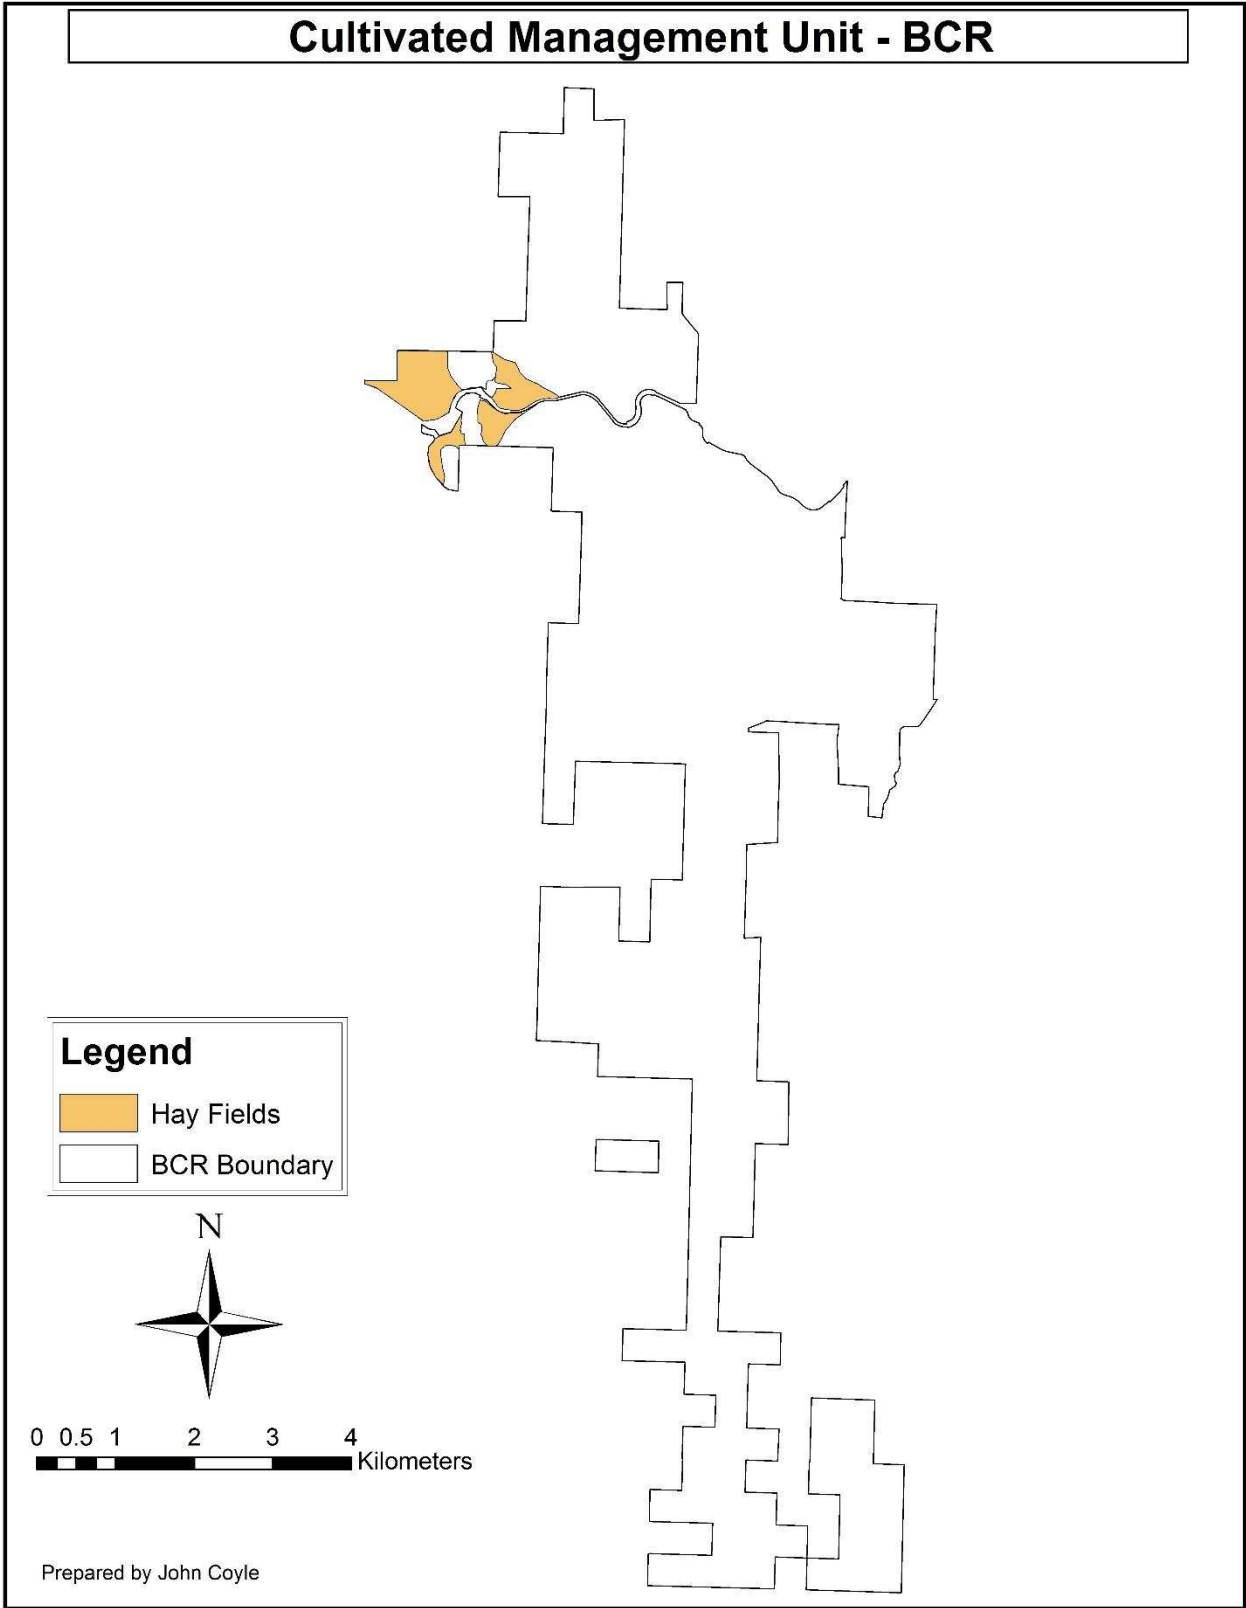 Cultivated Management Unit - BCR
Legend
Hay Fields
BCR Boundary
N
0 0.5 1 2 3 4
Kilometers
Prepared by John Coyle